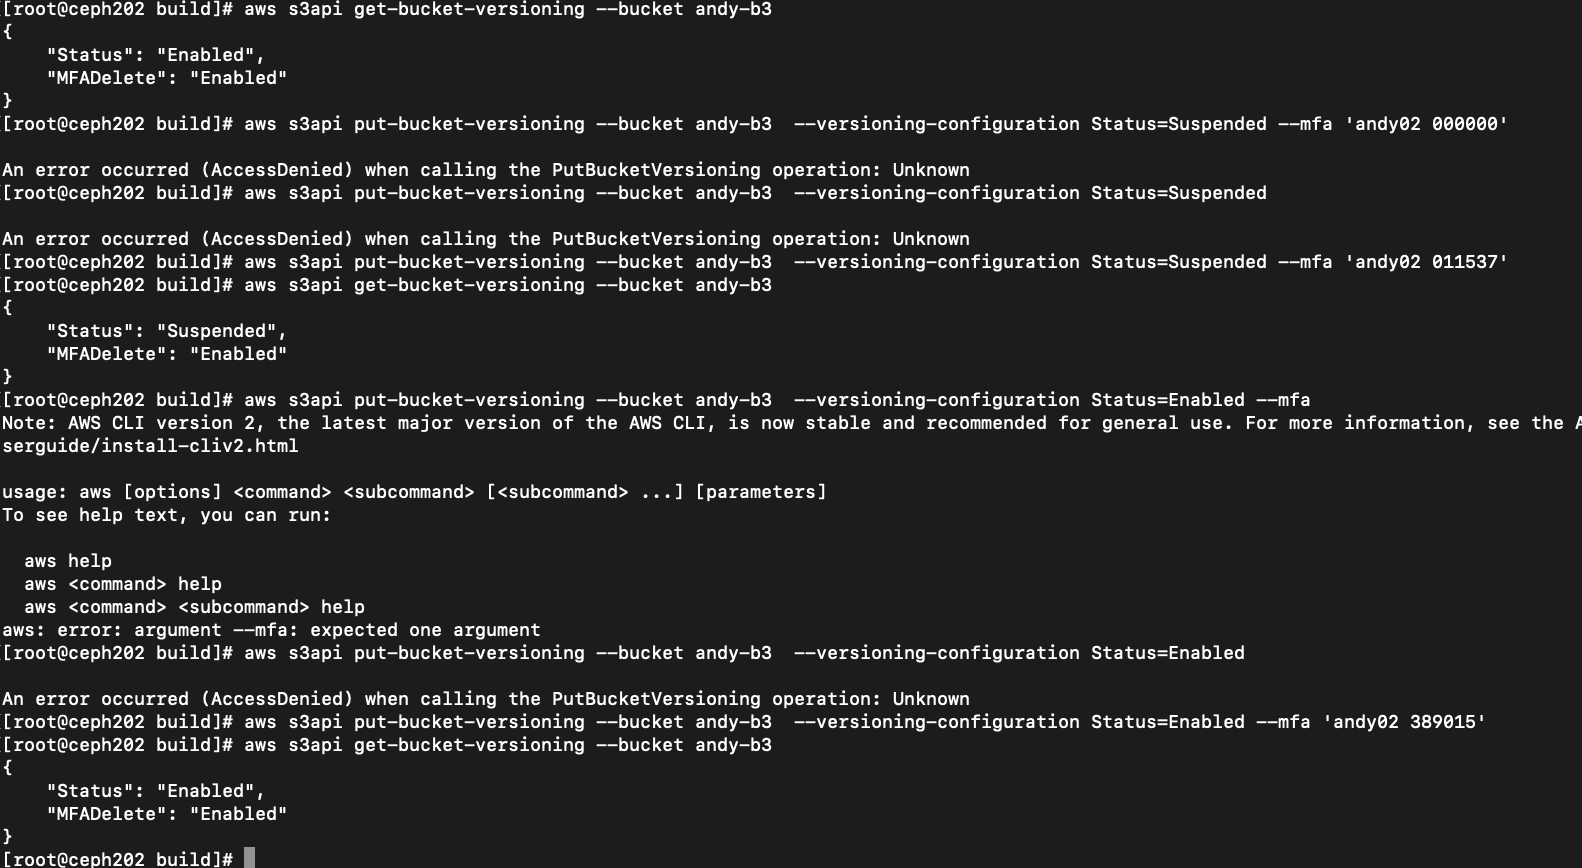 [root@ceph202 build]# aws s3api get-bucket-versioning --bucket andy-b3
{
    "Status": "Enabled",
    "MFADelete": "Enabled"
}
[root@ceph202 build]# aws s3api put-bucket-versioning --bucket andy-b3  --versioning-configuration Status=Suspended --mfa 'andy02 000000'

An error occurred (AccessDenied) when calling the PutBucketVersioning operation: Unknown
[root@ceph202 build]# aws s3api put-bucket-versioning --bucket andy-b3  --versioning-configuration Status=Suspended

An error occurred (AccessDenied) when calling the PutBucketVersioning operation: Unknown
[root@ceph202 build]# aws s3api put-bucket-versioning --bucket andy-b3  --versioning-configuration Status=Suspended --mfa 'andy02 011537'
[root@ceph202 build]# aws s3api get-bucket-versioning --bucket andy-b3
{
    "Status": "Suspended",
    "MFADelete": "Enabled"
}
[root@ceph202 build]# aws s3api put-bucket-versioning --bucket andy-b3  --versioning-configuration Status=Enabled --mfa
Note: AWS CLI version 2, the latest major version of the AWS CLI, is now stable and recommended for general use. For more information, see the A
serguide/install-cliv2.html

usage: aws [options] <command> <subcommand> [<subcommand> ...] [parameters]
To see help text, you can run:

  aws help
  aws <command> help
  aws <command> <subcommand> help
aws: error: argument --mfa: expected one argument
[root@ceph202 build]# aws s3api put-bucket-versioning --bucket andy-b3  --versioning-configuration Status=Enabled

An error occurred (AccessDenied) when calling the PutBucketVersioning operation: Unknown
[root@ceph202 build]# aws s3api put-bucket-versioning --bucket andy-b3  --versioning-configuration Status=Enabled --mfa 'andy02 389015'
[root@ceph202 build]# aws s3api get-bucket-versioning --bucket andy-b3
{
    "Status": "Enabled",
    "MFADelete": "Enabled"
}
[root@ceph202 build]#